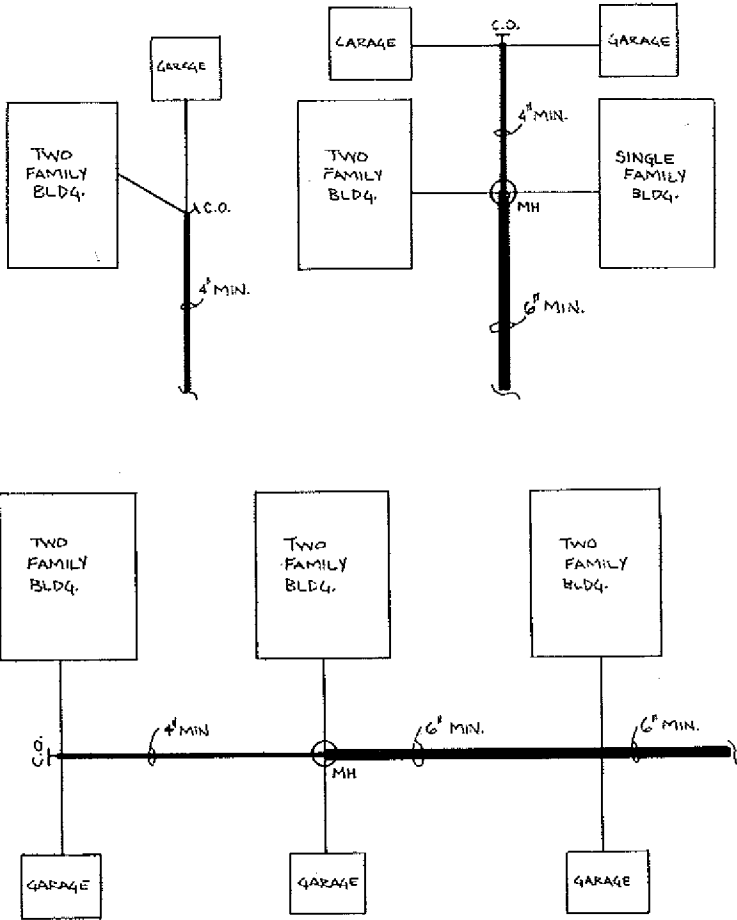 GARAGE
TWO
FAMILY
BLDG.
C.O.
4" MIN.
C.O.
GARAGE
GARAGE
4" MIN.
TWO
FAMILY
BLDG.
SINGLE
FAMILY
BLDG.
MH
6" MIN.
TWO
FAMILY
BLDG.
TWO
FAMILY
BLDG.
TWO
FAMILY
BLDG.
C.O.
4" MIN
6" MIN.
6" MIN.
MH
GARAGE
GARAGE
GARAGE